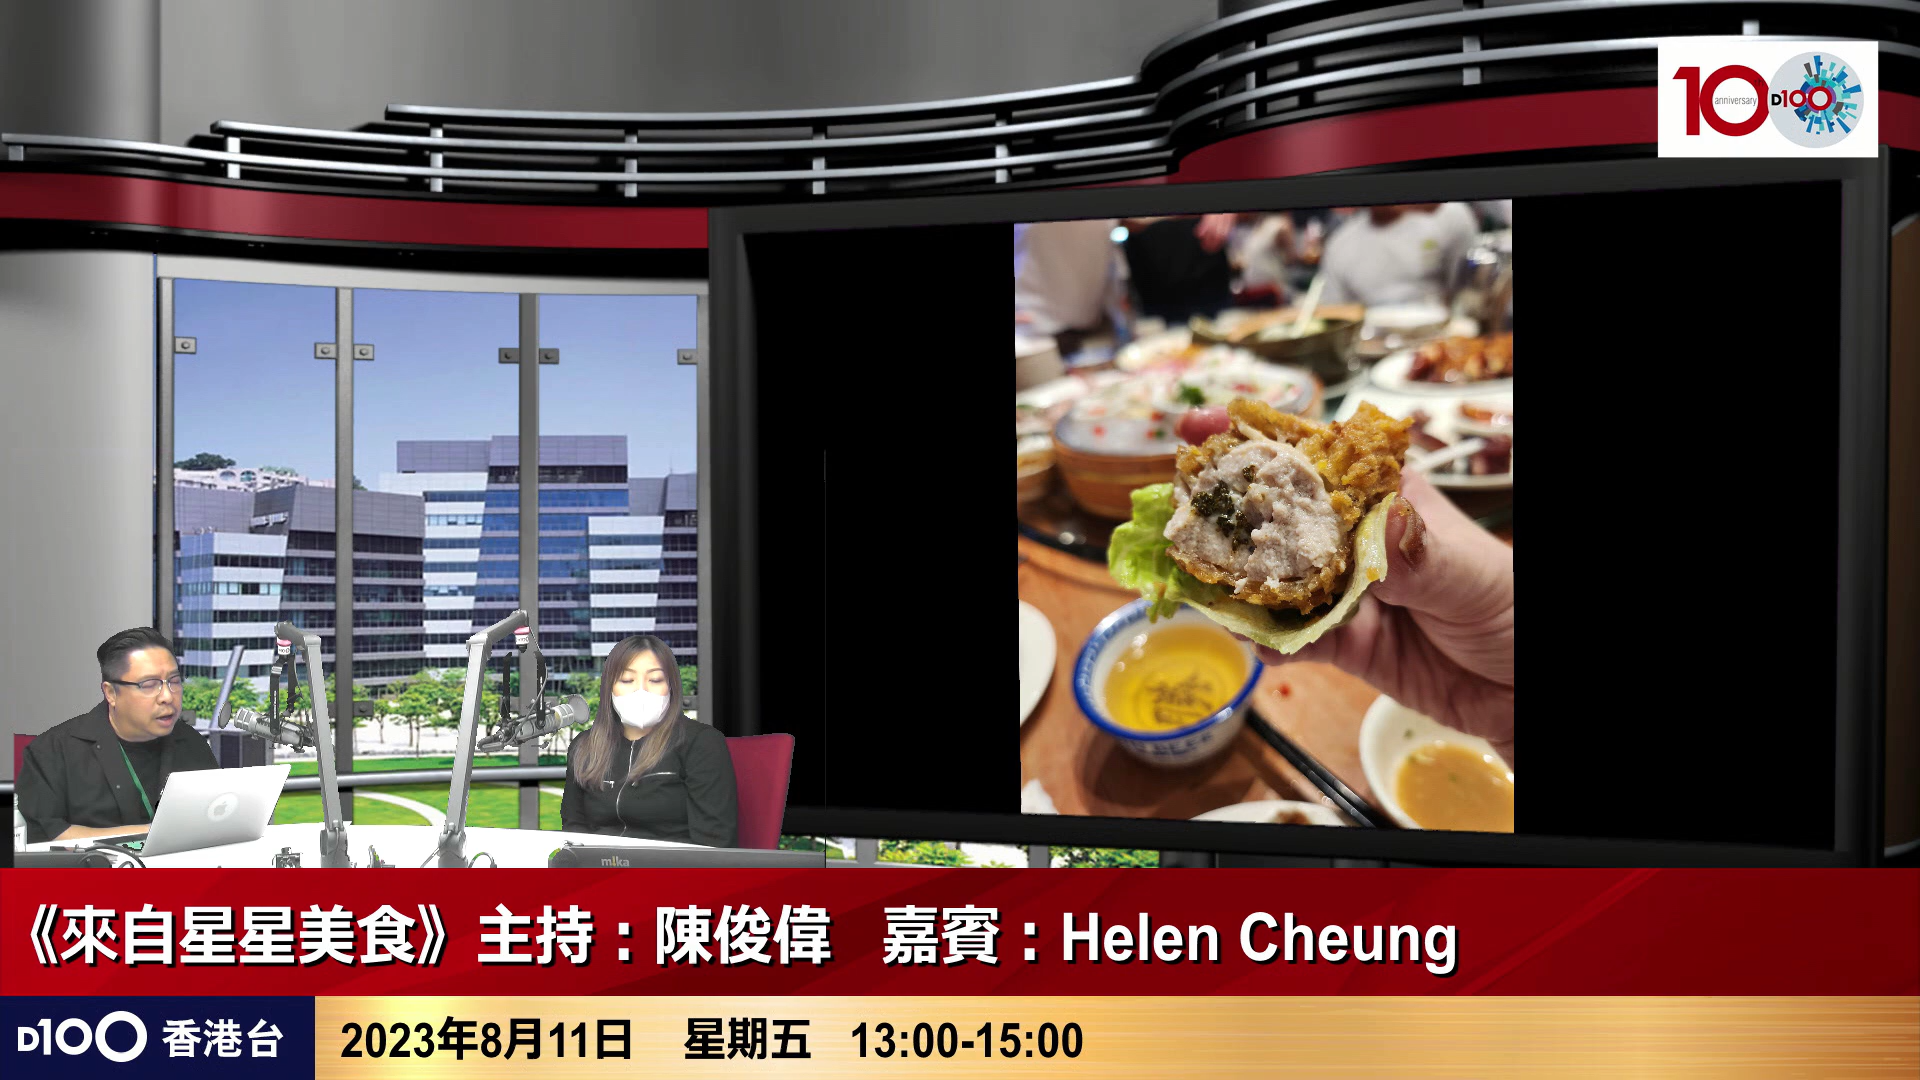 10
anniversary
D100
mika
《來自星星美食》主持：陳俊偉 嘉賓：Helen Cheung
D100 香港台
2023年8月11日 星期五 13:00-15:00